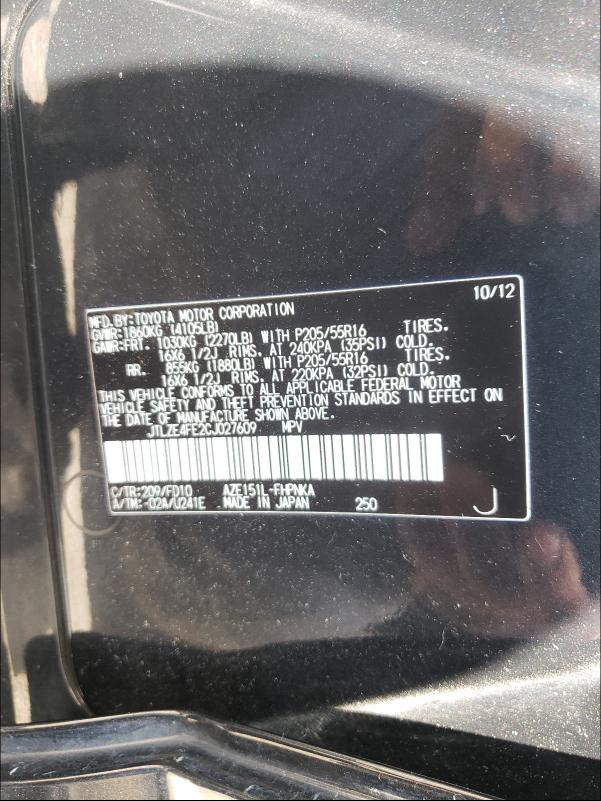 10/12
MFD.BY:TOYOTA MOTOR CORPORATION
GVWR:1860KG (4105LB)
GAWR:FRT. 1030KG (2270LB) WITH P205/55R16 TIRES.
16X6 1/2J RIMS. AT 240KPA (35PSI) COLD.
RR. 855KG (1880LB) WITH P205/55R16 TIRES.
16X6 1/2J RIMS. AT 220KPA (32PSI) COLD.
THIS VEHICLE CONFORMS TO ALL APPLICABLE FEDERAL MOTOR
VEHICLE SAFETY AND THEFT PREVENTION STANDARDS IN EFFECT ON
THE DATE OF MANUFACTURE SHOWN ABOVE.
JTLZE4FE2CJ027609 MPV
C/TR:209/FD10 AZE151L-FHPNKA
A/TM:-02A/U241E MADE IN JAPAN 250 J